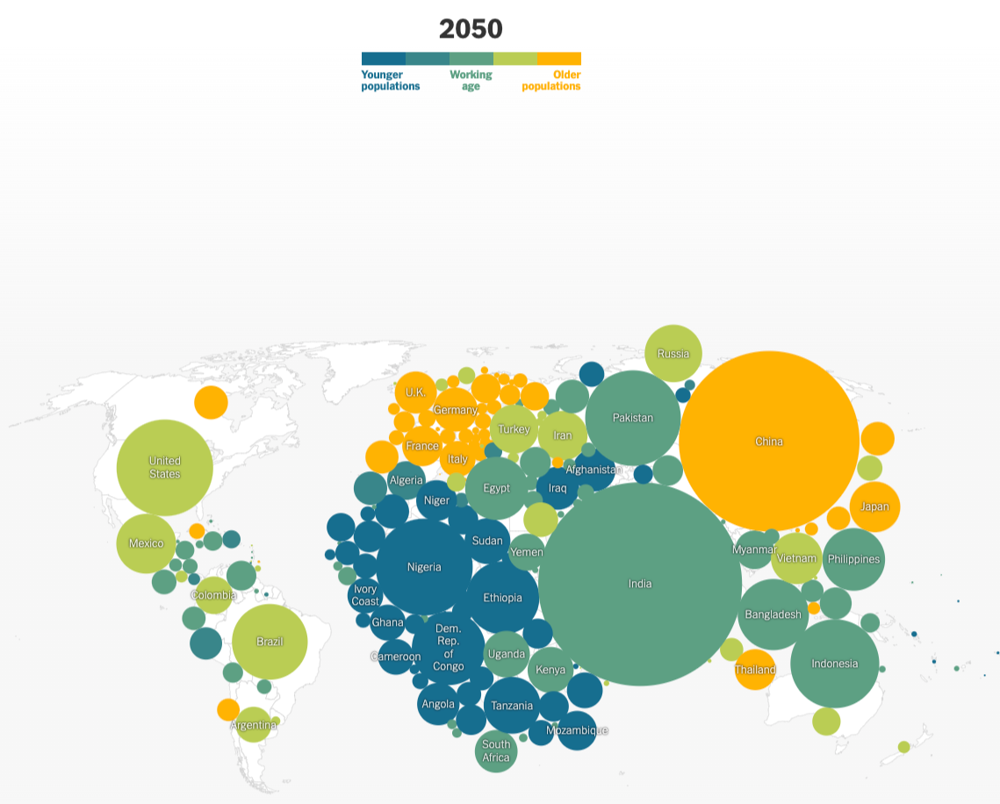 2050
Younger
populations
Working
age
Older
populations
Russia
U.K.
Germany
Pakistan
Turkey
Iran
China
France
Italy
United
States
Afghanistan
Algeria
Egypt
Iraq
Niger
Japan
Mexico
Sudan
Yemen
Myanmar
Vietnam
Philippines
Nigeria
India
Ivory
Coast
Ethiopia
Colombia
Bangladesh
Ghana
Dem.
Rep.
of
Congo
Brazil
Cameroon
Uganda
Kenya
Thailand
Indonesia
Angola
Tanzania
Argentina
Mozambique
South
Africa